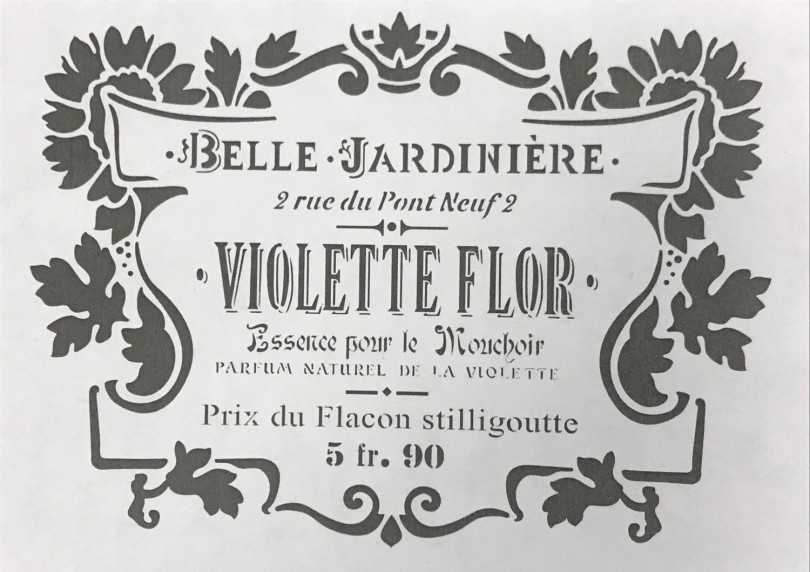 · BELLE · JARDINIÈRE ·
2 rue du Pont Neuf 2
· VIOLETTE FLOR ·
Essence pour le Mouchoir
PARFUM NATUREL DE LA VIOLETTE
Prix du Flacon stilligoutte
5 fr. 90